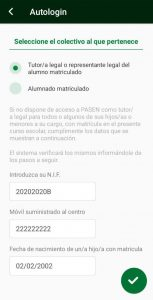 Autologin
Seleccione el colectivo al que pertenece
Tutor/a legal o representante legal del
alumno matriculado
Alumnado matriculado
Si no dispone de acceso a PASEN como tutor/
a legal para todos o algunos de sus hijos/as o
menores a su cargo, con matrícula en el presente
curso escolar, cumplimente los datos que se
muestran a continuación.
El sistema verificará los mismos informándole de
los pasos a seguir.
Introduzca su N.I.F.
20202020B
Móvil suministrado al centro
222222222
Fecha de nacimiento de un/a hijo/a con matrícula
02/02/2002